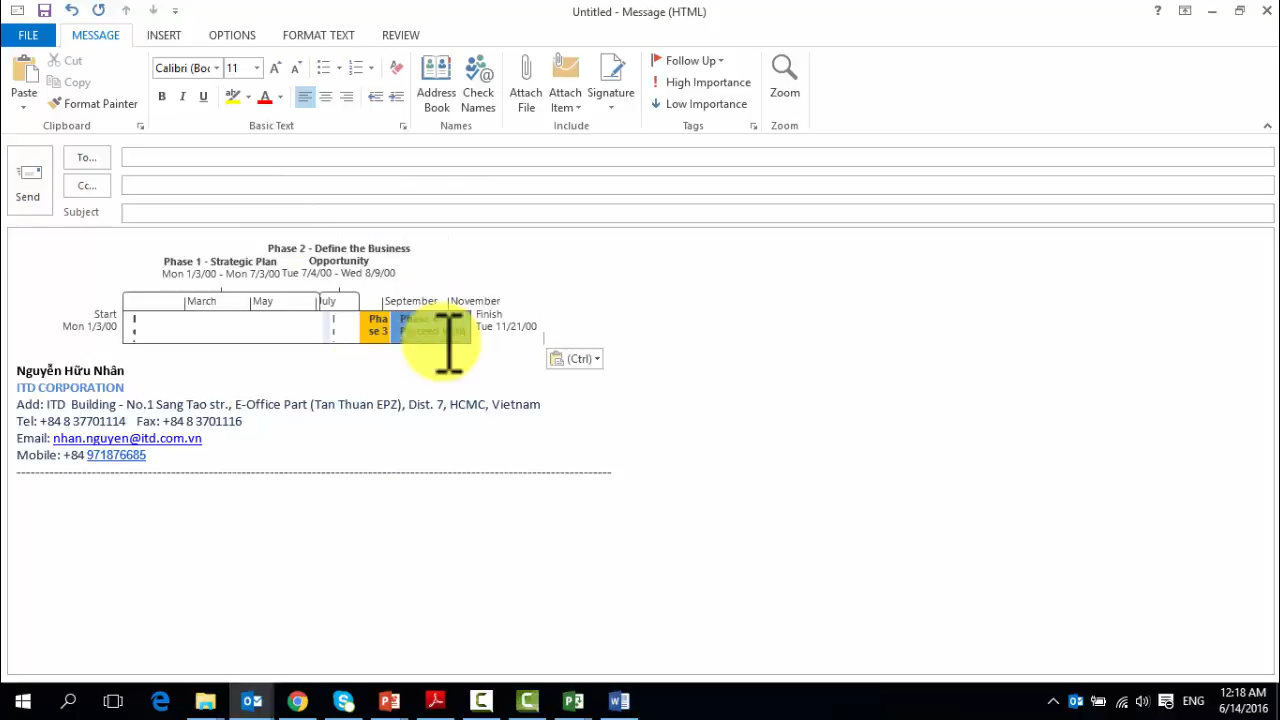 Untitled - Message (HTML)
?
FILE MESSAGE INSERT OPTIONS FORMAT TEXT REVIEW
Cut
Calibri (Boc 11
Follow Up
Copy
High Importance
Paste
Format Painter
B I U
Address Book
Check Names
Attach File
Attach Item
Signature
Low Importance
Zoom
Clipboard Basic Text Names Include Tags Zoom
To...
Cc...
Send
Subject
Phase 2 - Define the Business
Phase 1 - Strategic Plan Opportunity
Mon 1/3/00 - Mon 7/3/00 Tue 7/4/00 - Wed 8/9/00
March May July September November
Start
Mon 1/3/00
Pha
se 3
Finish
Tue 11/21/00
(Ctrl)
Nguyễn Hữu Nhân
ITD CORPORATION
Add: ITD Building - No.1 Sang Tao str., E-Office Part (Tan Thuan EPZ), Dist. 7, HCMC, Vietnam
Tel: +84 8 37701114 Fax: +84 8 3701116
Email: nhan.nguyen@itd.com.vn
Mobile: +84 971876685
--------------------------------------------------------------------------------
ENG
12:18 AM
6/14/2016